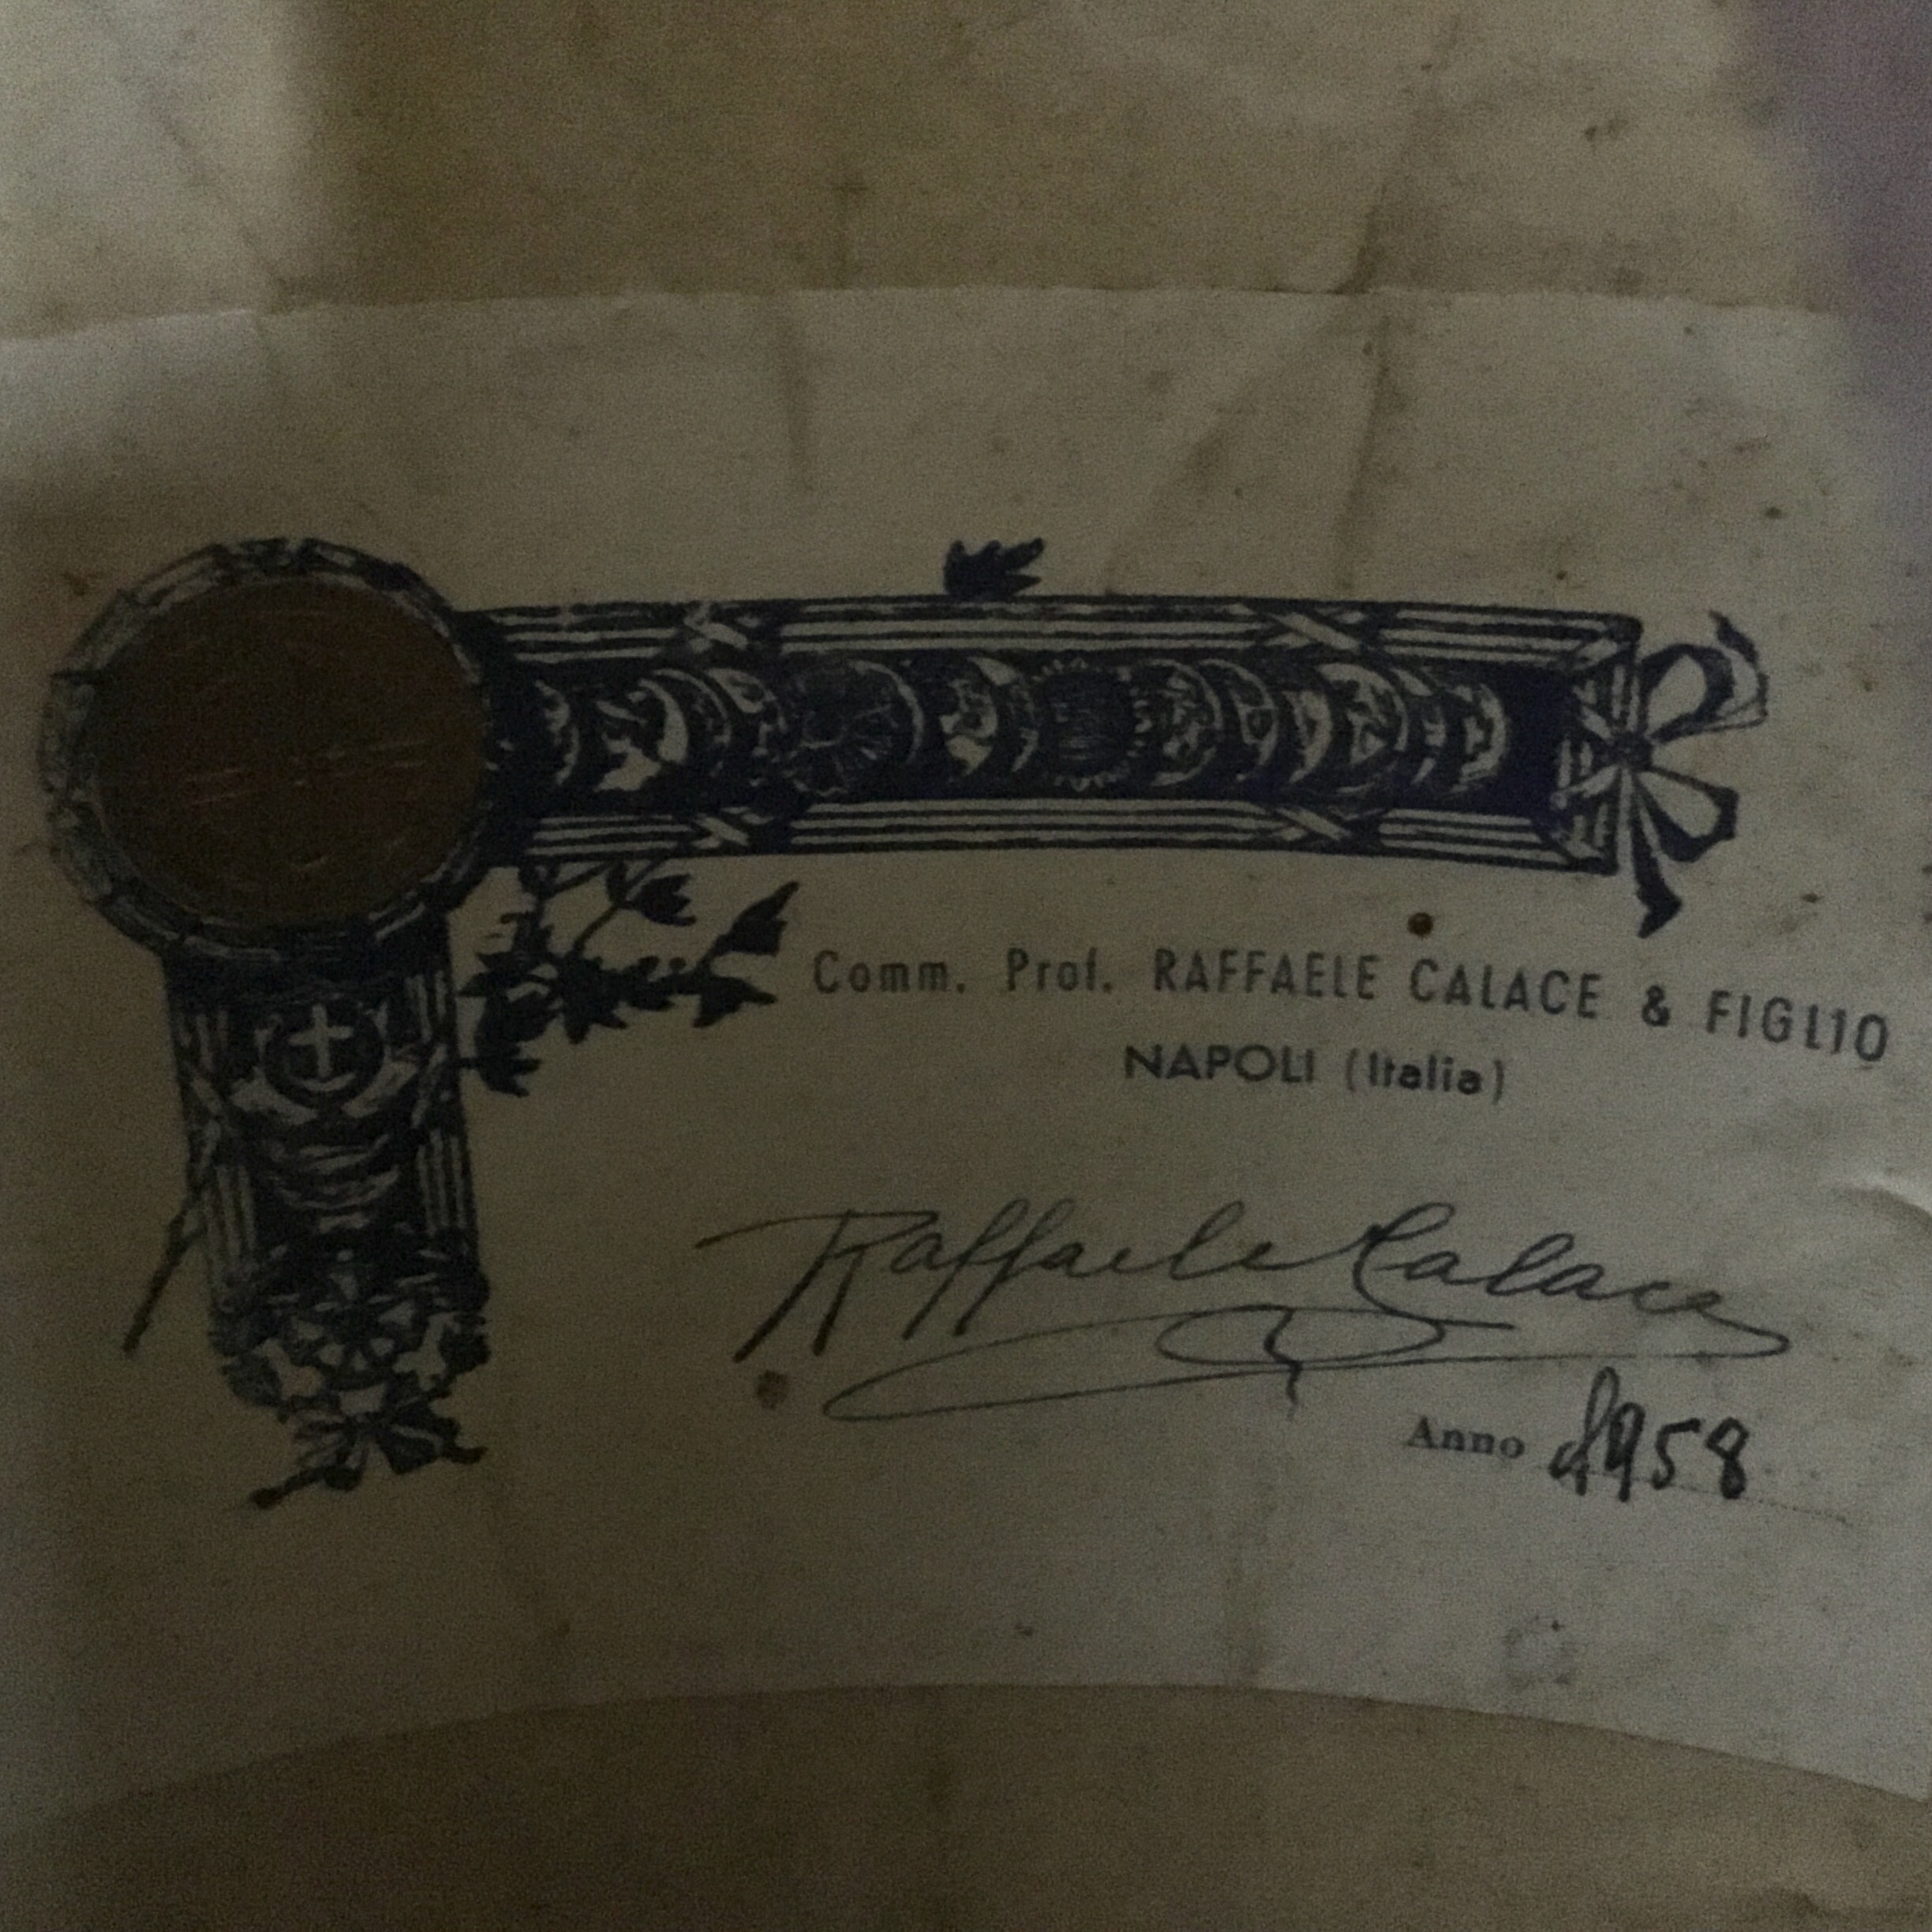 Comm. Prof. RAFFAELE CALACE & FIGLIO
NAPOLI (Italia)
Raffaele Calace
Anno 1958